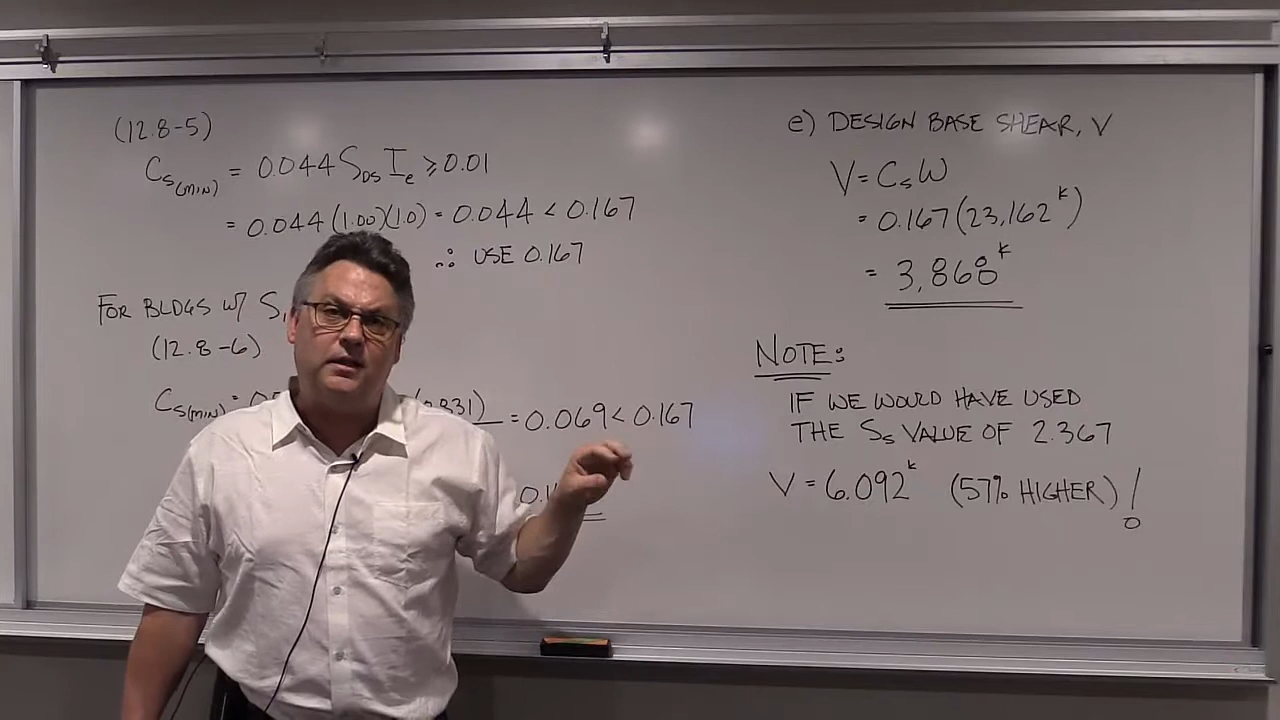 (12.8-5)
Cs(MIN) = 0.044 SDS Ie ≥ 0.01
= 0.044(1.00)(1.0) = 0.044 < 0.167
∴ USE 0.167
FOR BLDGS W/ S
(12.8-6)
Cs(MIN) = 0.831) = 0.069 < 0.167
e) DESIGN BASE SHEAR, V
V = CsW
= 0.167(23,162ᵏ)
= 3,868ᵏ
NOTE:
IF WE WOULD HAVE USED
THE Ss VALUE OF 2.367
V = 6.092ᵏ (57% HIGHER)!